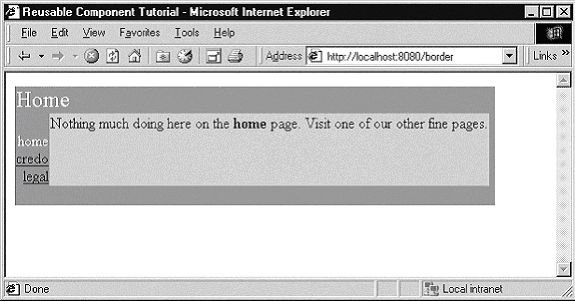 Reusable Component Tutorial - Microsoft Internet Explorer
File Edit View Favorites Tools Help
Address http://localhost:8080/border Links »
Home
Nothing much doing here on the home page. Visit one of our other fine pages.
home
credo
legal
Done Local intranet